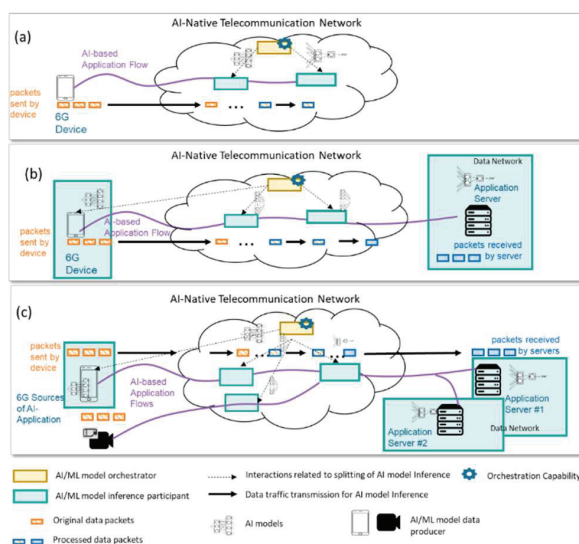 AI-Native Telecommunication Network
(a)
AI-based
Application Flow
packets
sent by
device
6G
Device
AI-Native Telecommunication Network
(b)
Data Network
Application
Server
AI-based
Application Flow
packets
sent by
device
6G
Device
packets received
by server
AI-Native Telecommunication Network
(c)
packets
sent by
device
packets received
by servers
6G Sources
of AI-
Application
AI-based
Application
Flows
Application
Server #1
Application
Server #2
Data Network
AI/ML model orchestrator
Interactions related to splitting of AI model Inference
Orchestration Capability
AI/ML model inference participant
Data traffic transmission for AI model Inference
Original data packets
AI models
AI/ML model data
producer
Processed data packets